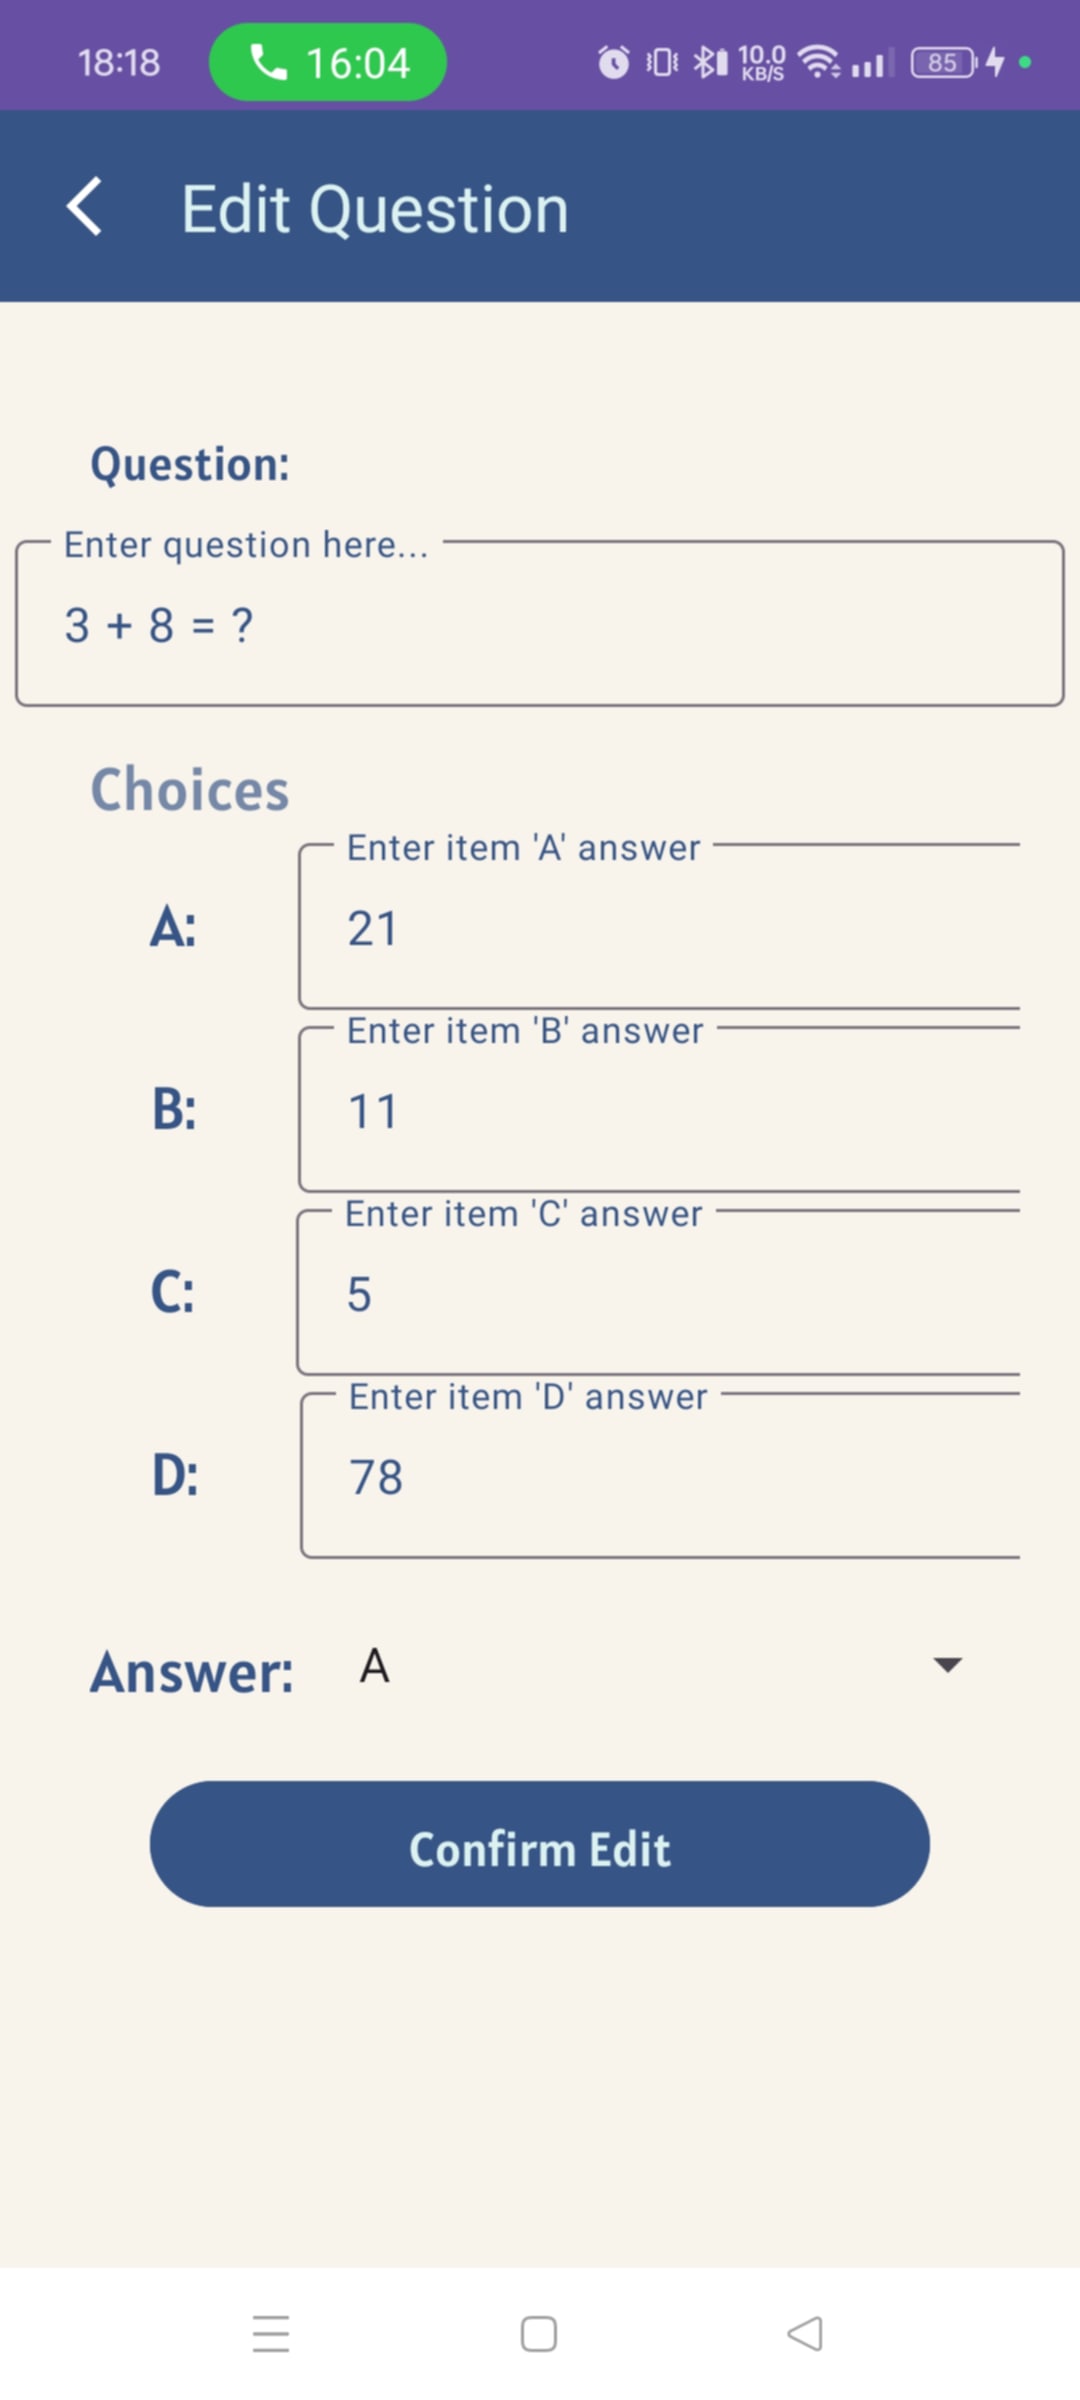 18:18 16:04 10.0 KB/S 85
Edit Question
Question:
Enter question here...
3 + 8 = ?
Choices
Enter item 'A' answer
A: 21
Enter item 'B' answer
B: 11
Enter item 'C' answer
C: 5
Enter item 'D' answer
D: 78
Answer: A
Confirm Edit